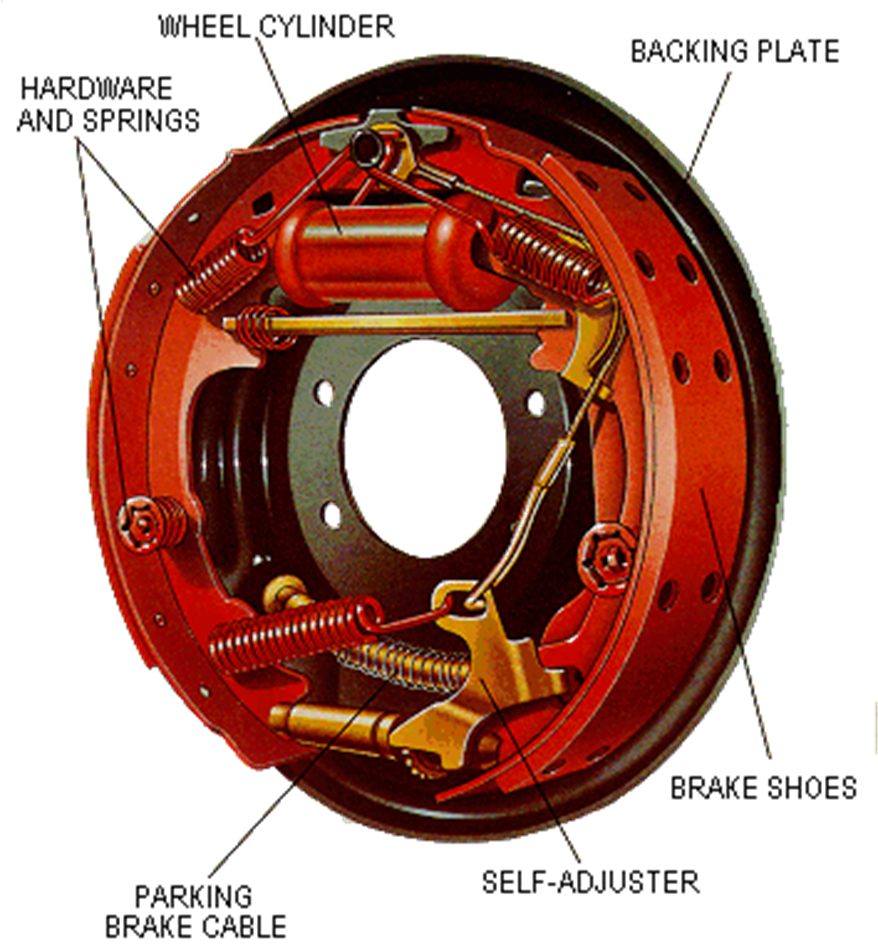 WHEEL CYLINDER
BACKING PLATE
HARDWARE
AND SPRINGS
BRAKE SHOES
SELF-ADJUSTER
PARKING
BRAKE CABLE